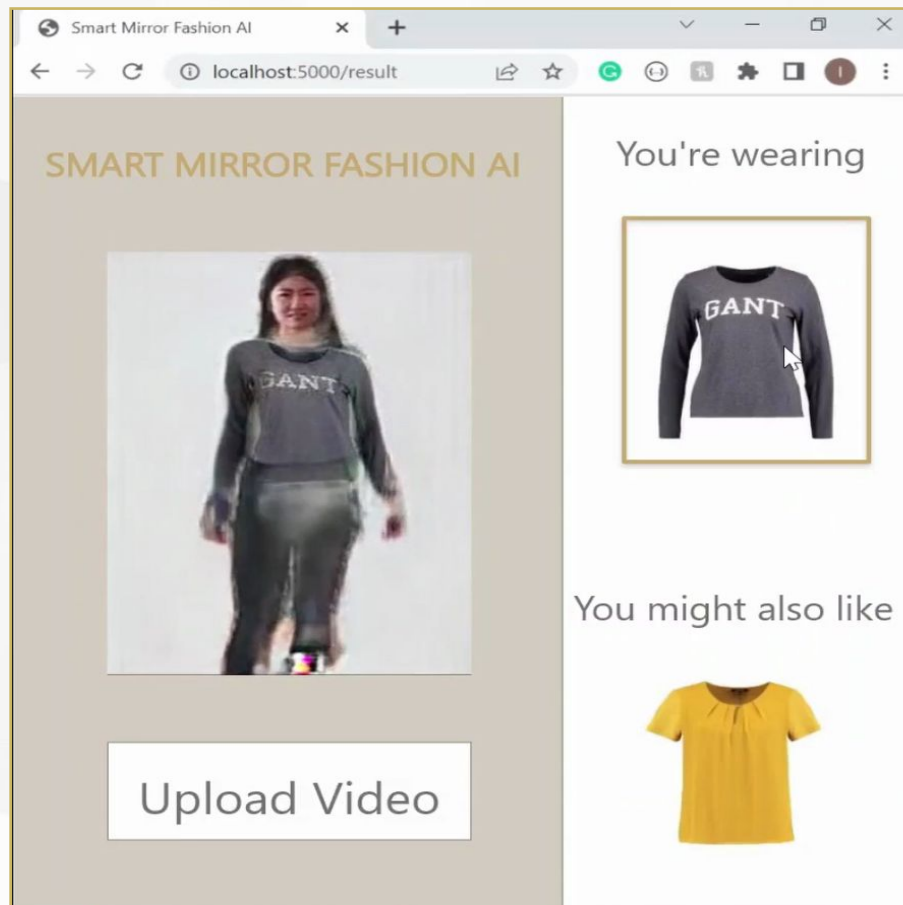 Smart Mirror Fashion AI
localhost:5000/result
SMART MIRROR FASHION AI
GANT
Upload Video
You're wearing
GANT
You might also like